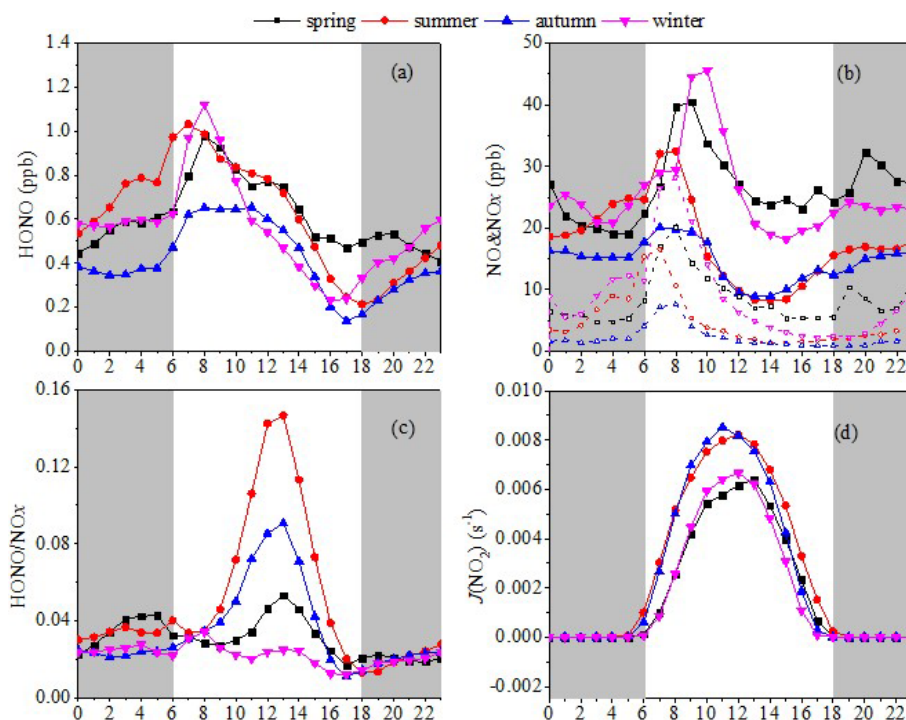 spring summer autumn winter
(a)
HONO (ppb)
1.4
1.2
1.0
0.8
0.6
0.4
0.2
0.0
0 2 4 6 8 10 12 14 16 18 20 22
(b)
NO&NOx (ppb)
50
40
30
20
10
0
0 2 4 6 8 10 12 14 16 18 20 22
(c)
HONO/NOx
0.16
0.12
0.08
0.04
0.00
0 2 4 6 8 10 12 14 16 18 20 22
(d)
J(NO₂) (s⁻¹)
0.010
0.008
0.006
0.004
0.002
0.000
-0.002
0 2 4 6 8 10 12 14 16 18 20 22